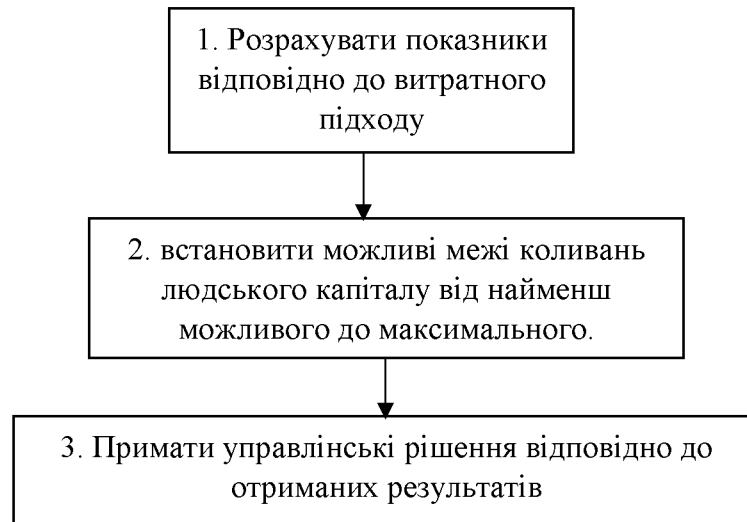 1. Розрахувати показники
відповідно до витратного
підходу
2. встановити можливі межі коливань
людського капіталу від найменш
можливого до максимального.
3. Примати управлінські рішення відповідно до
отриманих результатів